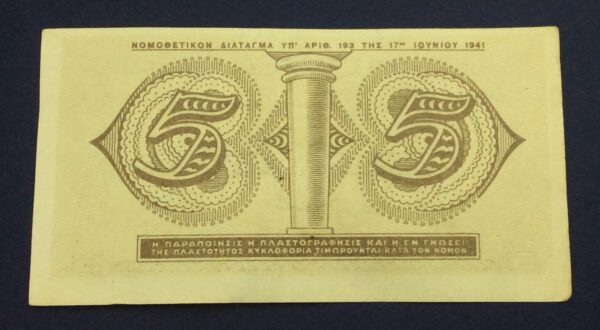 ΝΟΜΟΘΕΤΙΚΟΝ ΔΙΑΤΑΓΜΑ ΥΠ' ΑΡΙΘ. 193 ΤΗΣ 17ης ΙΟΥΝΙΟΥ 1941
5 5
Η ΠΑΡΑΠΟΙΗΣΙΣ Η ΠΛΑΣΤΟΓΡΑΦΗΣΙΣ ΚΑΙ Η ΕΝ ΓΝΩΣΕΙ
ΤΗΣ ΠΛΑΣΤΟΤΗΤΟΣ ΚΥΚΛΟΦΟΡΙΑ ΤΙΜΩΡΟΥΝΤΑΙ ΚΑΤΑ ΤΟΝ ΝΟΜΟΝ